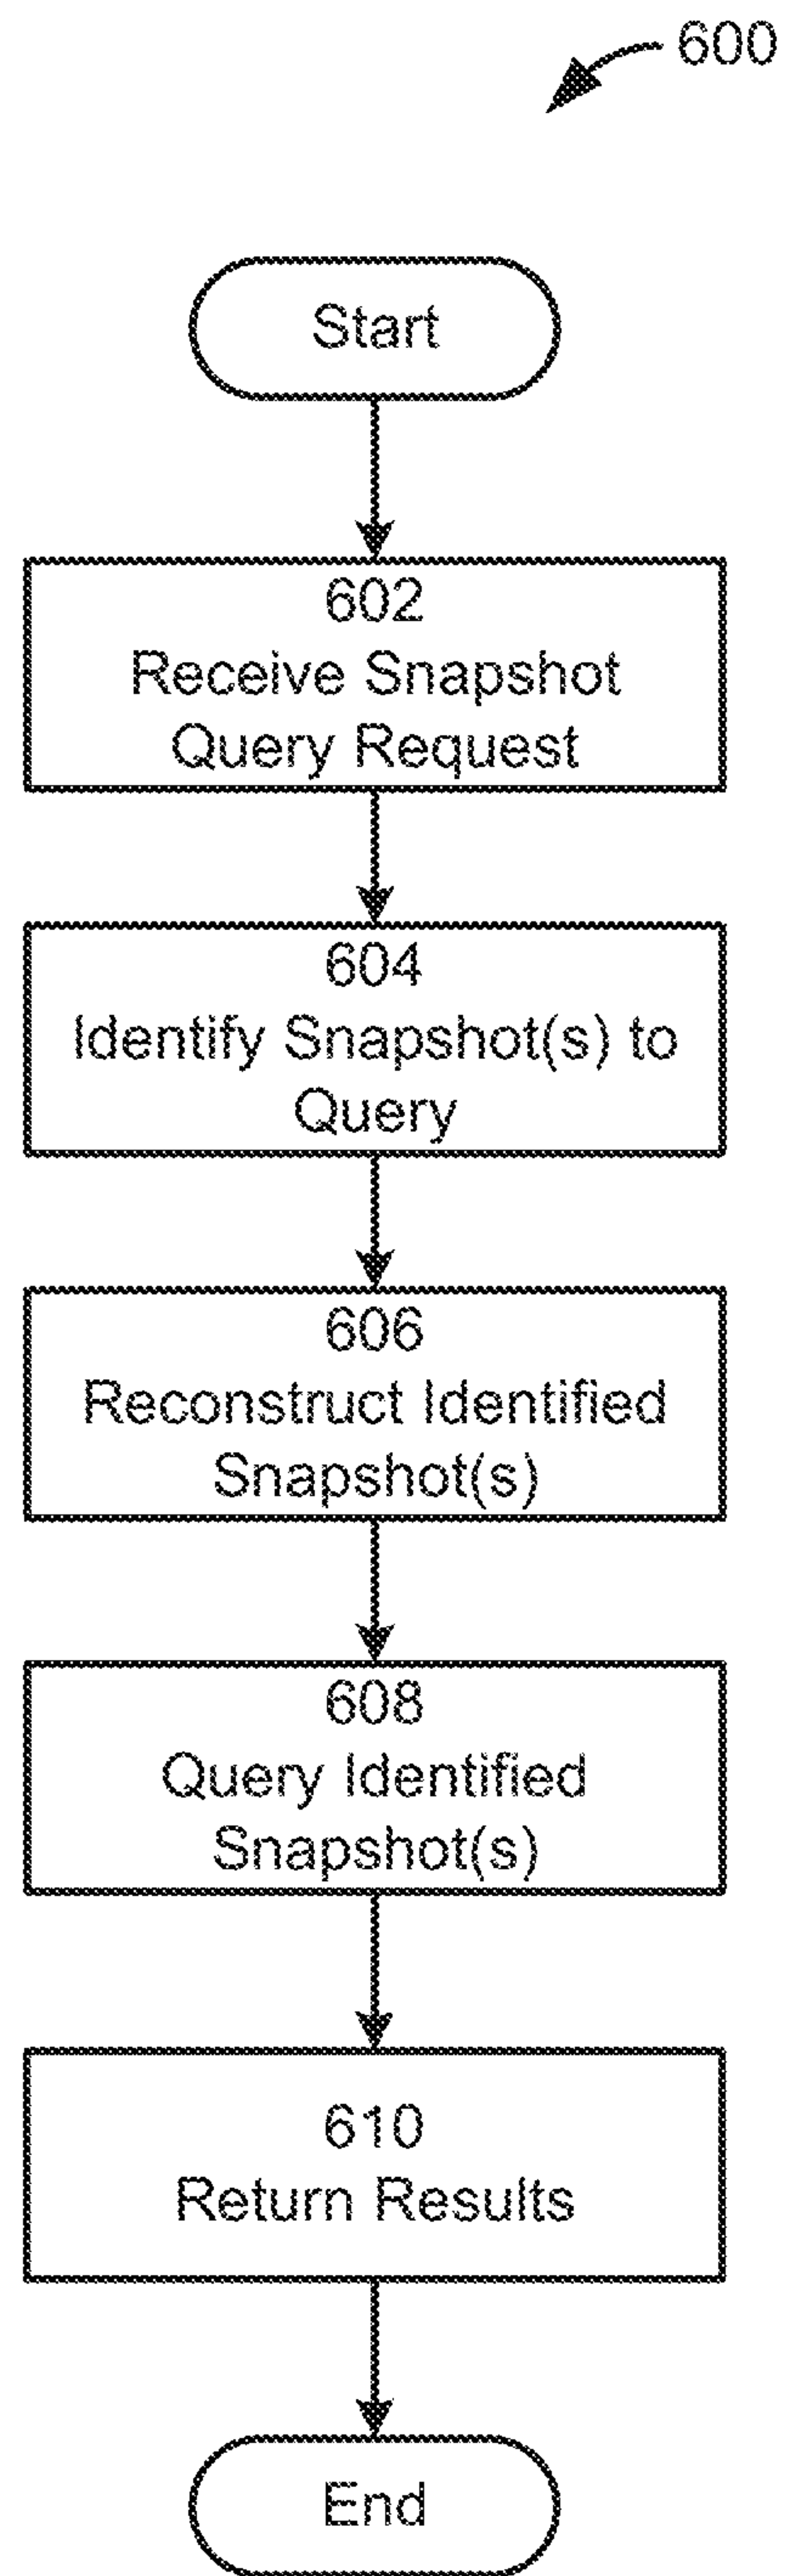 600
Start
602
Receive Snapshot
Query Request
604
Identify Snapshot(s) to
Query
606
Reconstruct Identified
Snapshot(s)
608
Query Identified
Snapshot(s)
610
Return Results
End